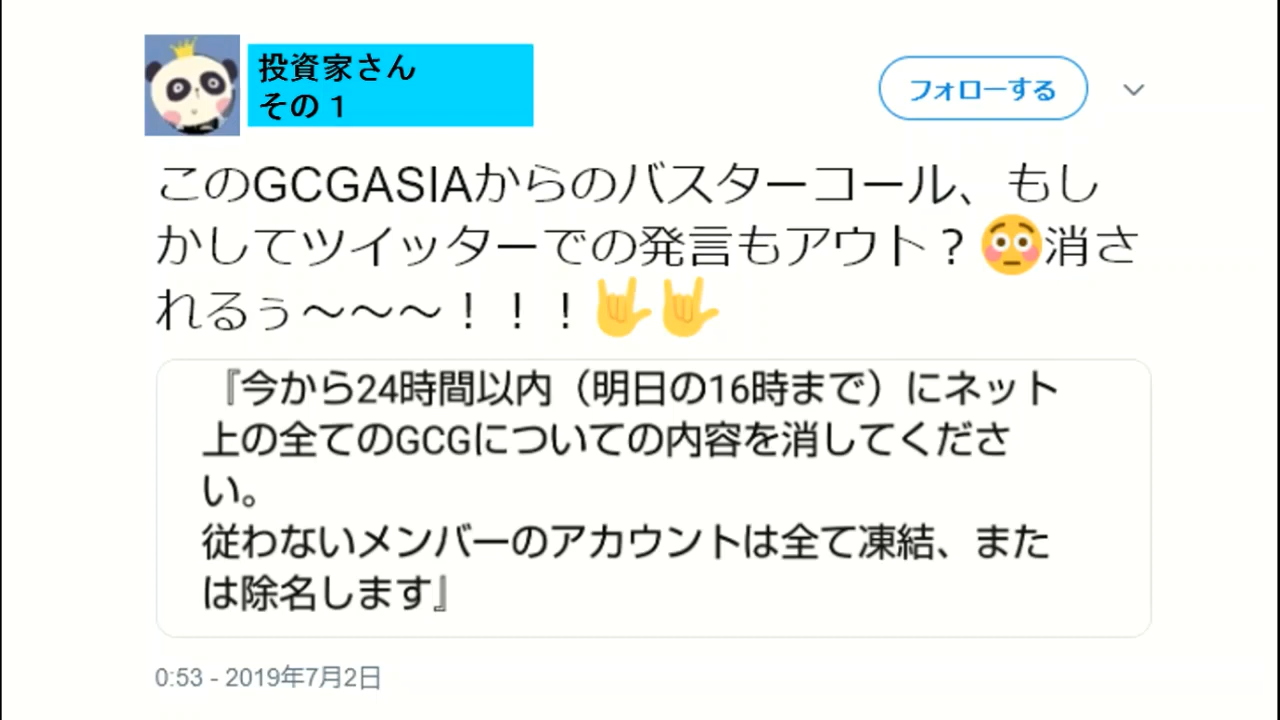 投資家さん
その１
フォローする
このGCGASIAからのバスターコール、もし
かしてツイッターでの発言もアウト？😳消さ
れるぅ～～～！！！🤟🤟
『今から24時間以内（明日の16時まで）にネット
上の全てのGCGについての内容を消してくださ
い。
従わないメンバーのアカウントは全て凍結、また
は除名します』
0:53 - 2019年7月2日